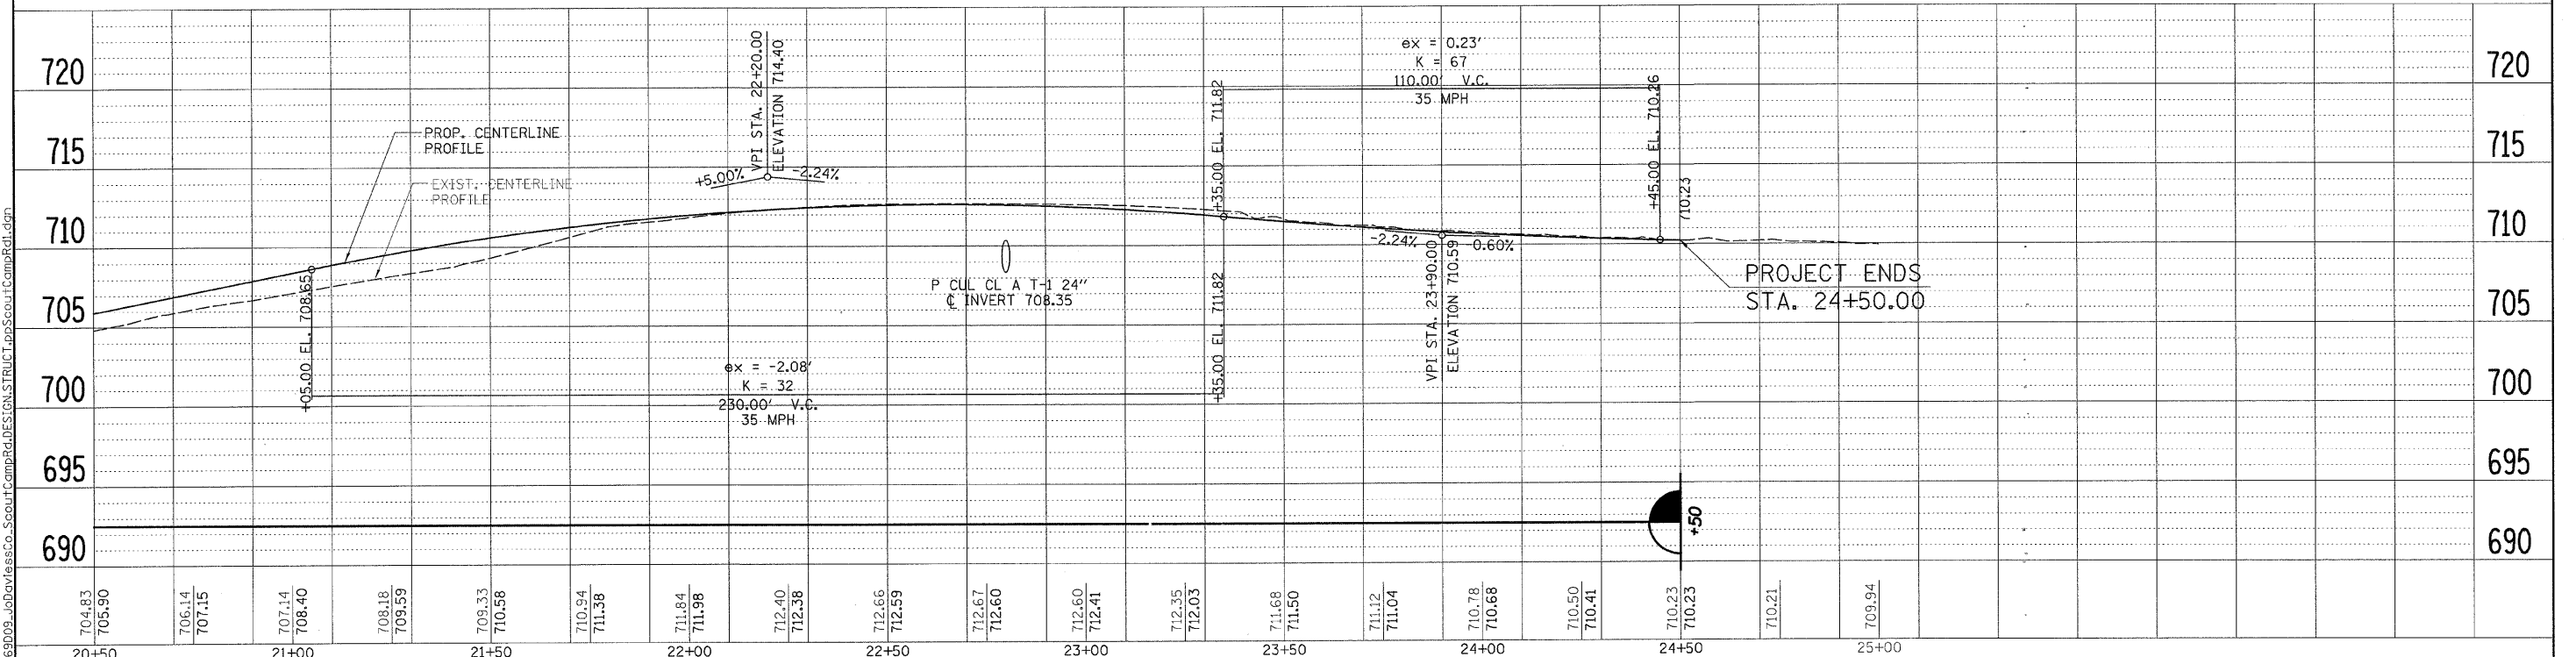 720
715
710
705
700
695
690
720
715
710
705
700
695
690
69D09_JoDaviessCo_ScoutCampRd.DESIGN.STRUCT.ppScoutCampRd1.dgn
PROP. CENTERLINE
PROFILE
EXIST. CENTERLINE
PROFILE
+05.00 EL. 708.65
+5.00%
VPI STA. 22+20.00
ELEVATION 714.40
-2.24%
ex = -2.08'
K = 32
230.00' V.C.
35 MPH
P CUL CL A T-1 24"
℄ INVERT 708.35
+35.00 EL. 711.82
+35.00 EL. 711.82
ex = 0.23'
K = 67
110.00' V.C.
35 MPH
-2.24%
VPI STA. 23+90.00
ELEVATION 710.59
-0.60%
+45.00 EL. 710.26
710.23
PROJECT ENDS
STA. 24+50.00
+50
704.83
705.90
706.14
707.15
707.14
708.40
708.18
709.59
709.33
710.58
710.94
711.38
711.84
711.98
712.40
712.38
712.66
712.59
712.67
712.60
712.60
712.41
712.35
712.03
711.68
711.50
711.12
711.04
710.78
710.68
710.50
710.41
710.23
710.23
710.21
709.94
20+50
21+00
21+50
22+00
22+50
23+00
23+50
24+00
24+50
25+00